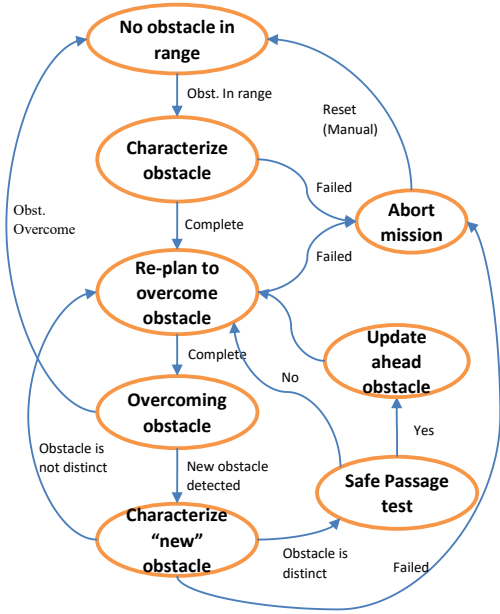 No obstacle in
range
Obst. In range
Reset
(Manual)
Characterize
obstacle
Failed
Abort
mission
Obst.
Overcome
Complete
Failed
Re-plan to
overcome
obstacle
Update
ahead
obstacle
Complete
No
Overcoming
obstacle
Yes
Obstacle is
not distinct
New obstacle
detected
Safe Passage
test
Characterize
“new”
obstacle
Obstacle is
distinct
Failed